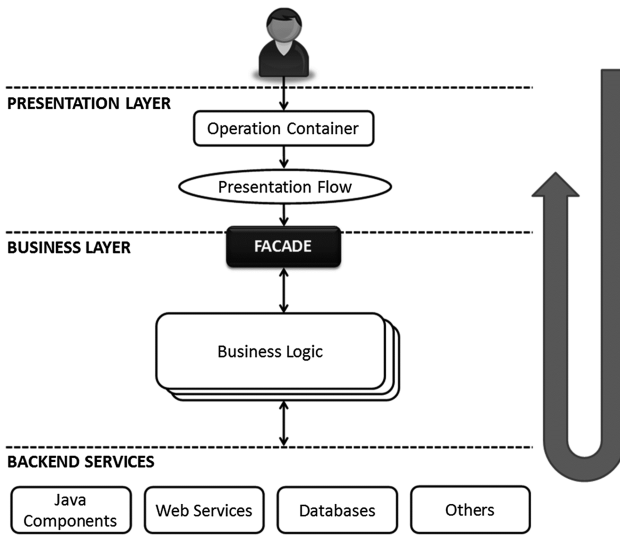 PRESENTATION LAYER
Operation Container
Presentation Flow
FACADE
BUSINESS LAYER
Business Logic
BACKEND SERVICES
Java
Components
Web Services
Databases
Others